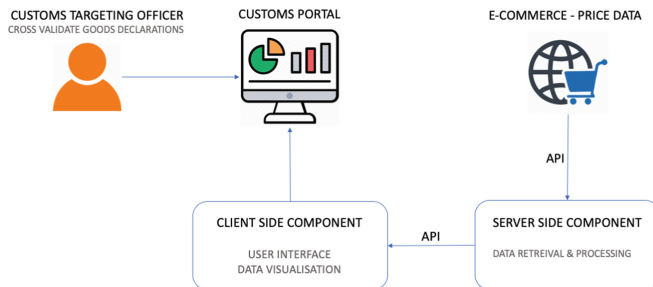 CUSTOMS TARGETING OFFICER
CROSS VALIDATE GOODS DECLARATIONS
CUSTOMS PORTAL
E-COMMERCE - PRICE DATA
API
CLIENT SIDE COMPONENT
USER INTERFACE
DATA VISUALISATION
API
SERVER SIDE COMPONENT
DATA RETREIVAL & PROCESSING